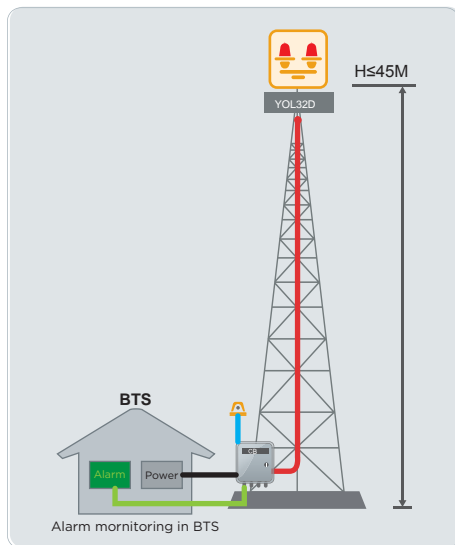 H≤45M
YOL32D
BTS
CB
Alarm
Power
Alarm mornitoring in BTS